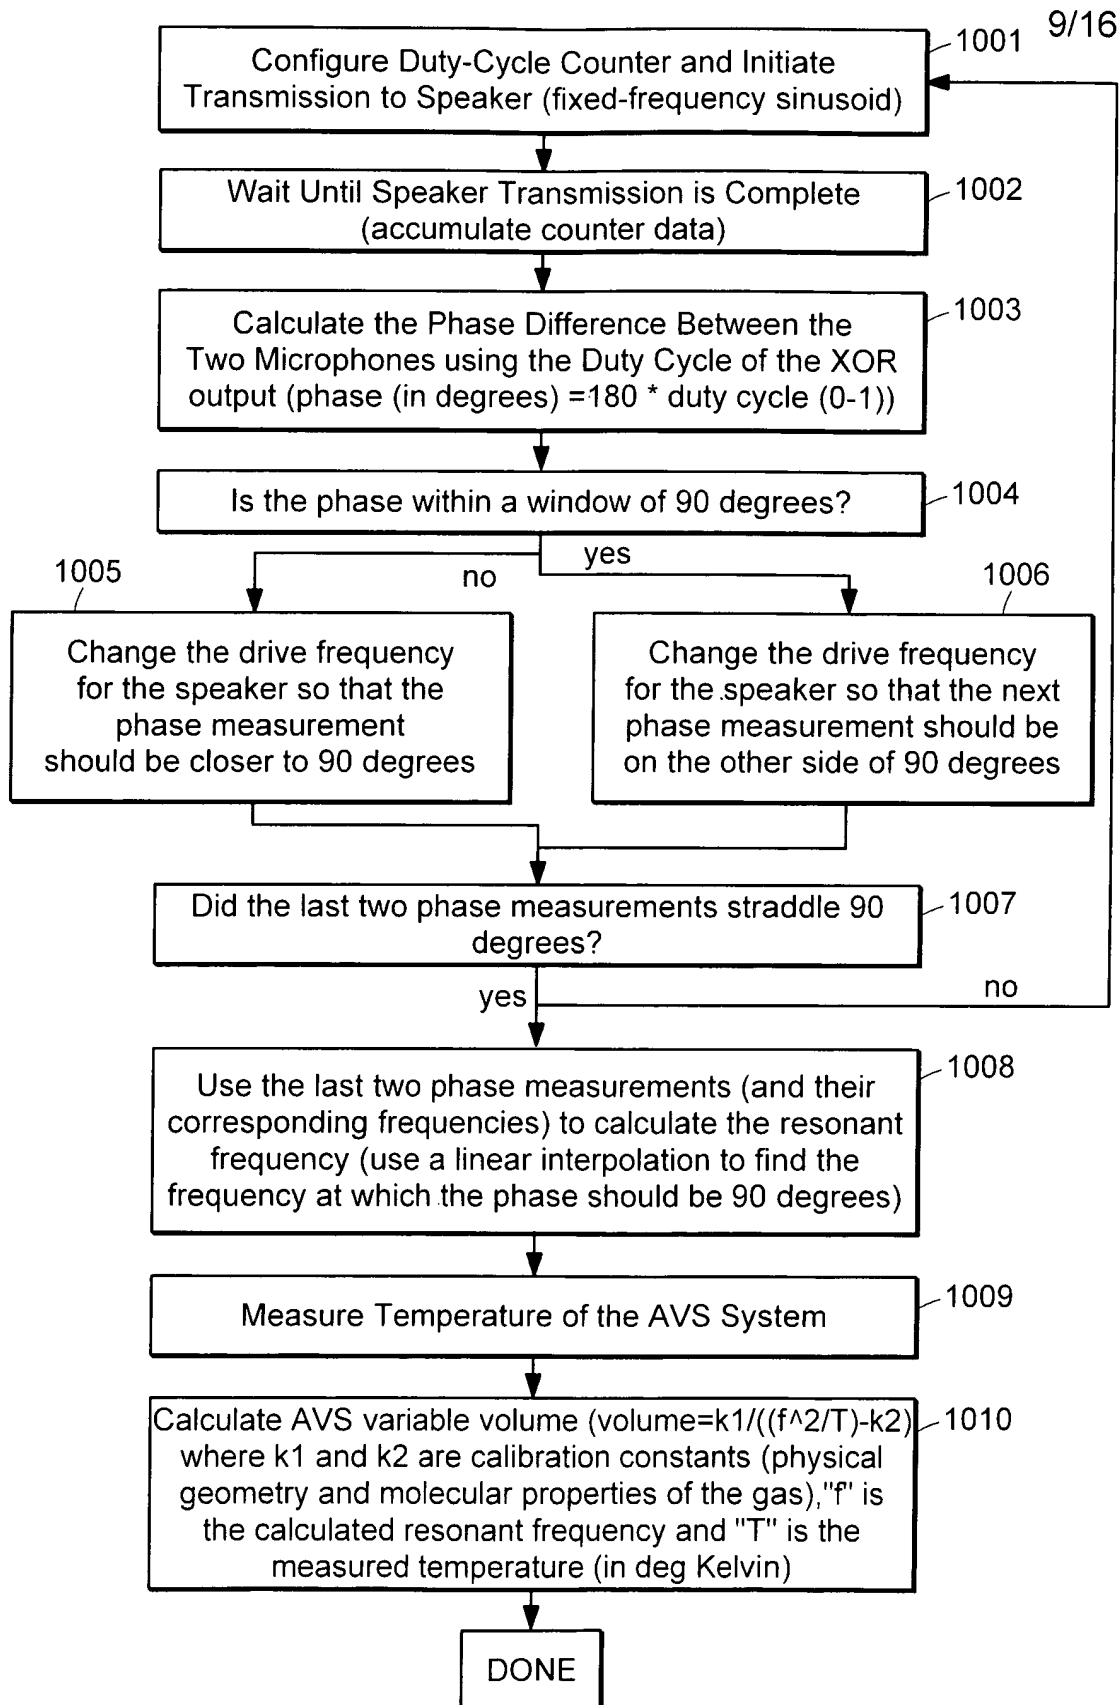 9/16
1001
Configure Duty-Cycle Counter and Initiate
Transmission to Speaker (fixed-frequency sinusoid)
1002
Wait Until Speaker Transmission is Complete
(accumulate counter data)
1003
Calculate the Phase Difference Between the
Two Microphones using the Duty Cycle of the XOR
output (phase (in degrees) =180 * duty cycle (0-1))
1004
Is the phase within a window of 90 degrees?
no
yes
1005
Change the drive frequency
for the speaker so that the
phase measurement
should be closer to 90 degrees
1006
Change the drive frequency
for the speaker so that the next
phase measurement should be
on the other side of 90 degrees
1007
Did the last two phase measurements straddle 90
degrees?
yes
no
1008
Use the last two phase measurements (and their
corresponding frequencies) to calculate the resonant
frequency (use a linear interpolation to find the
frequency at which the phase should be 90 degrees)
1009
Measure Temperature of the AVS System
1010
Calculate AVS variable volume (volume=k1/((f^2/T)-k2)
where k1 and k2 are calibration constants (physical
geometry and molecular properties of the gas),"f" is
the calculated resonant frequency and "T" is the
measured temperature (in deg Kelvin)
DONE